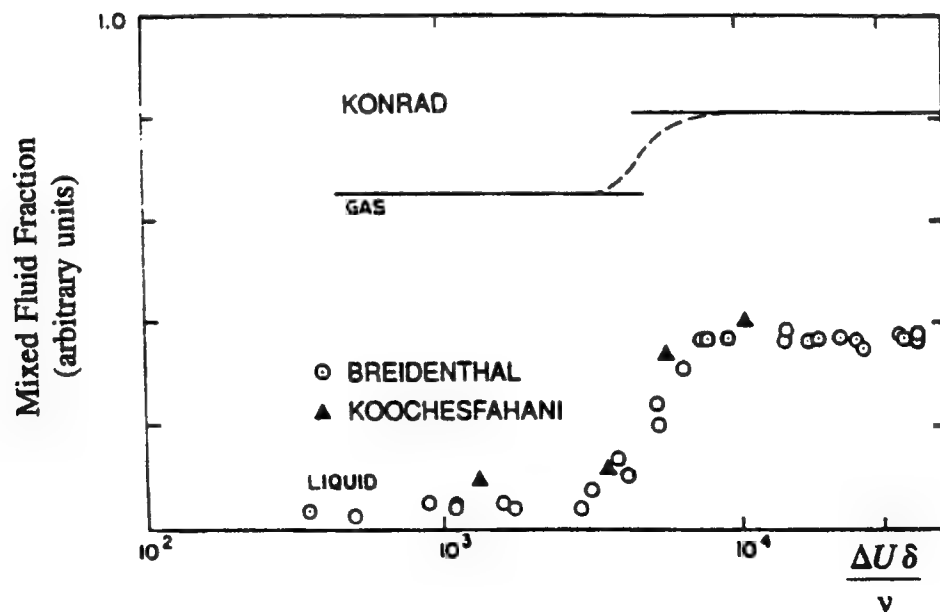 1.0
Mixed Fluid Fraction
(arbitrary units)
KONRAD
GAS
BREIDENTHAL
KOOCHESFAHANI
LIQUID
10²
10³
10⁴
ΔU δ
ν